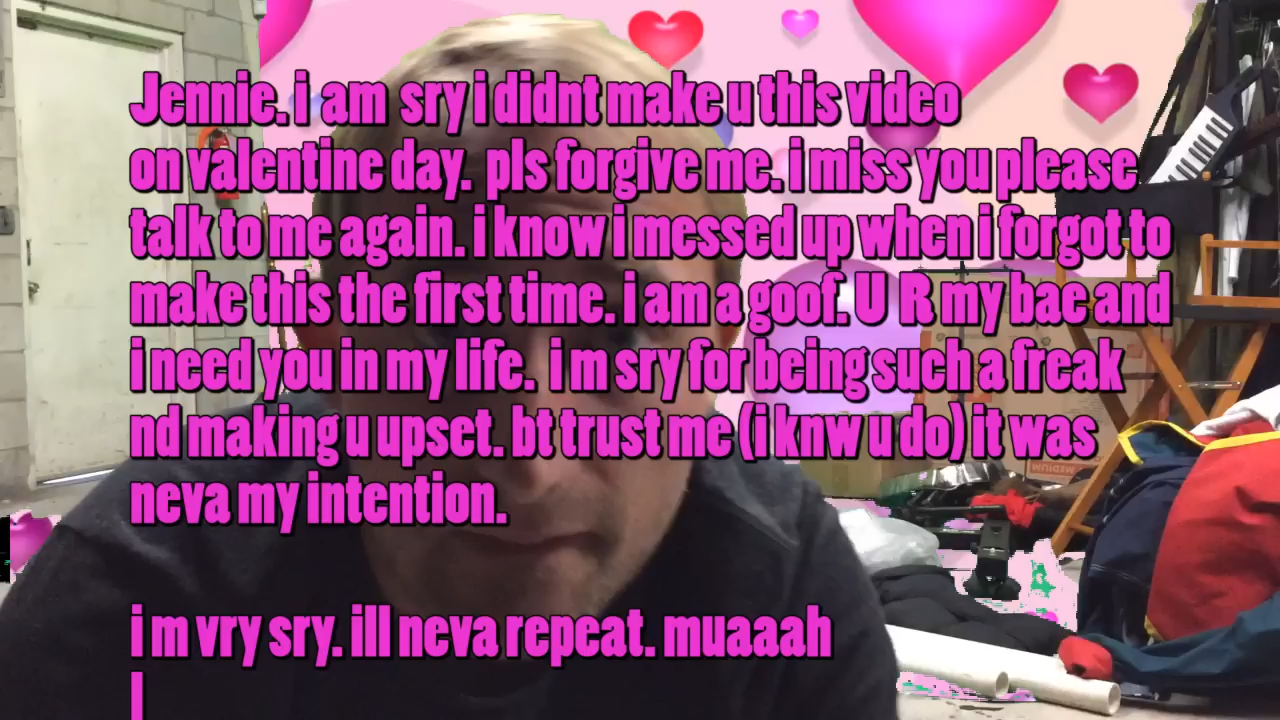 Jennie. i am sry i didnt make u this video
on valentine day. pls forgive me. i miss you please
talk to me again. i know i messed up when i forgot to
make this the first time. i am a goof. U R my bae and
i need you in my life. i m sry for being such a freak
nd making u upset. bt trust me (i knw u do) it was
neva my intention.
i m vry sry. ill neva repeat. muaaah
I
MEDIUM